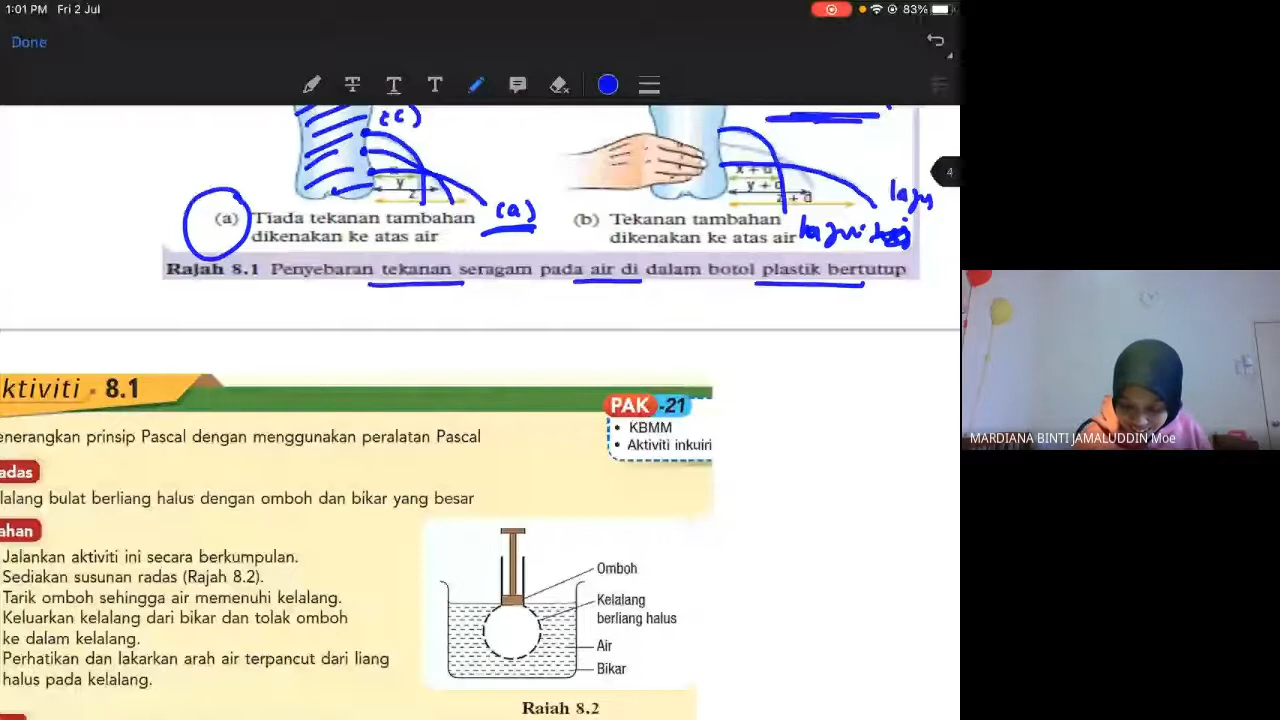 1:01 PM Fri 2 Jul
83%
Done
T T T
(c)
y
z
x + a
y + a
z + a
4
(a) Tiada tekanan tambahan
dikenakan ke atas air
(a)
(b) Tekanan tambahan
dikenakan ke atas air
Rajah 8.1 Penyebaran tekanan seragam pada air di dalam botol plastik bertutup
ktiviti 8.1
PAK-21
• KBMM
• Aktiviti inkuiri
enerangkan prinsip Pascal dengan menggunakan peralatan Pascal
adas
lalang bulat berliang halus dengan omboh dan bikar yang besar
ahan
Jalankan aktiviti ini secara berkumpulan.
Sediakan susunan radas (Rajah 8.2).
Tarik omboh sehingga air memenuhi kelalang.
Keluarkan kelalang dari bikar dan tolak omboh
ke dalam kelalang.
Perhatikan dan lakarkan arah air terpancut dari liang
halus pada kelalang.
Omboh
Kelalang
berliang halus
Air
Bikar
Rajah 8.2
MARDIANA BINTI JAMALUDDIN Moe